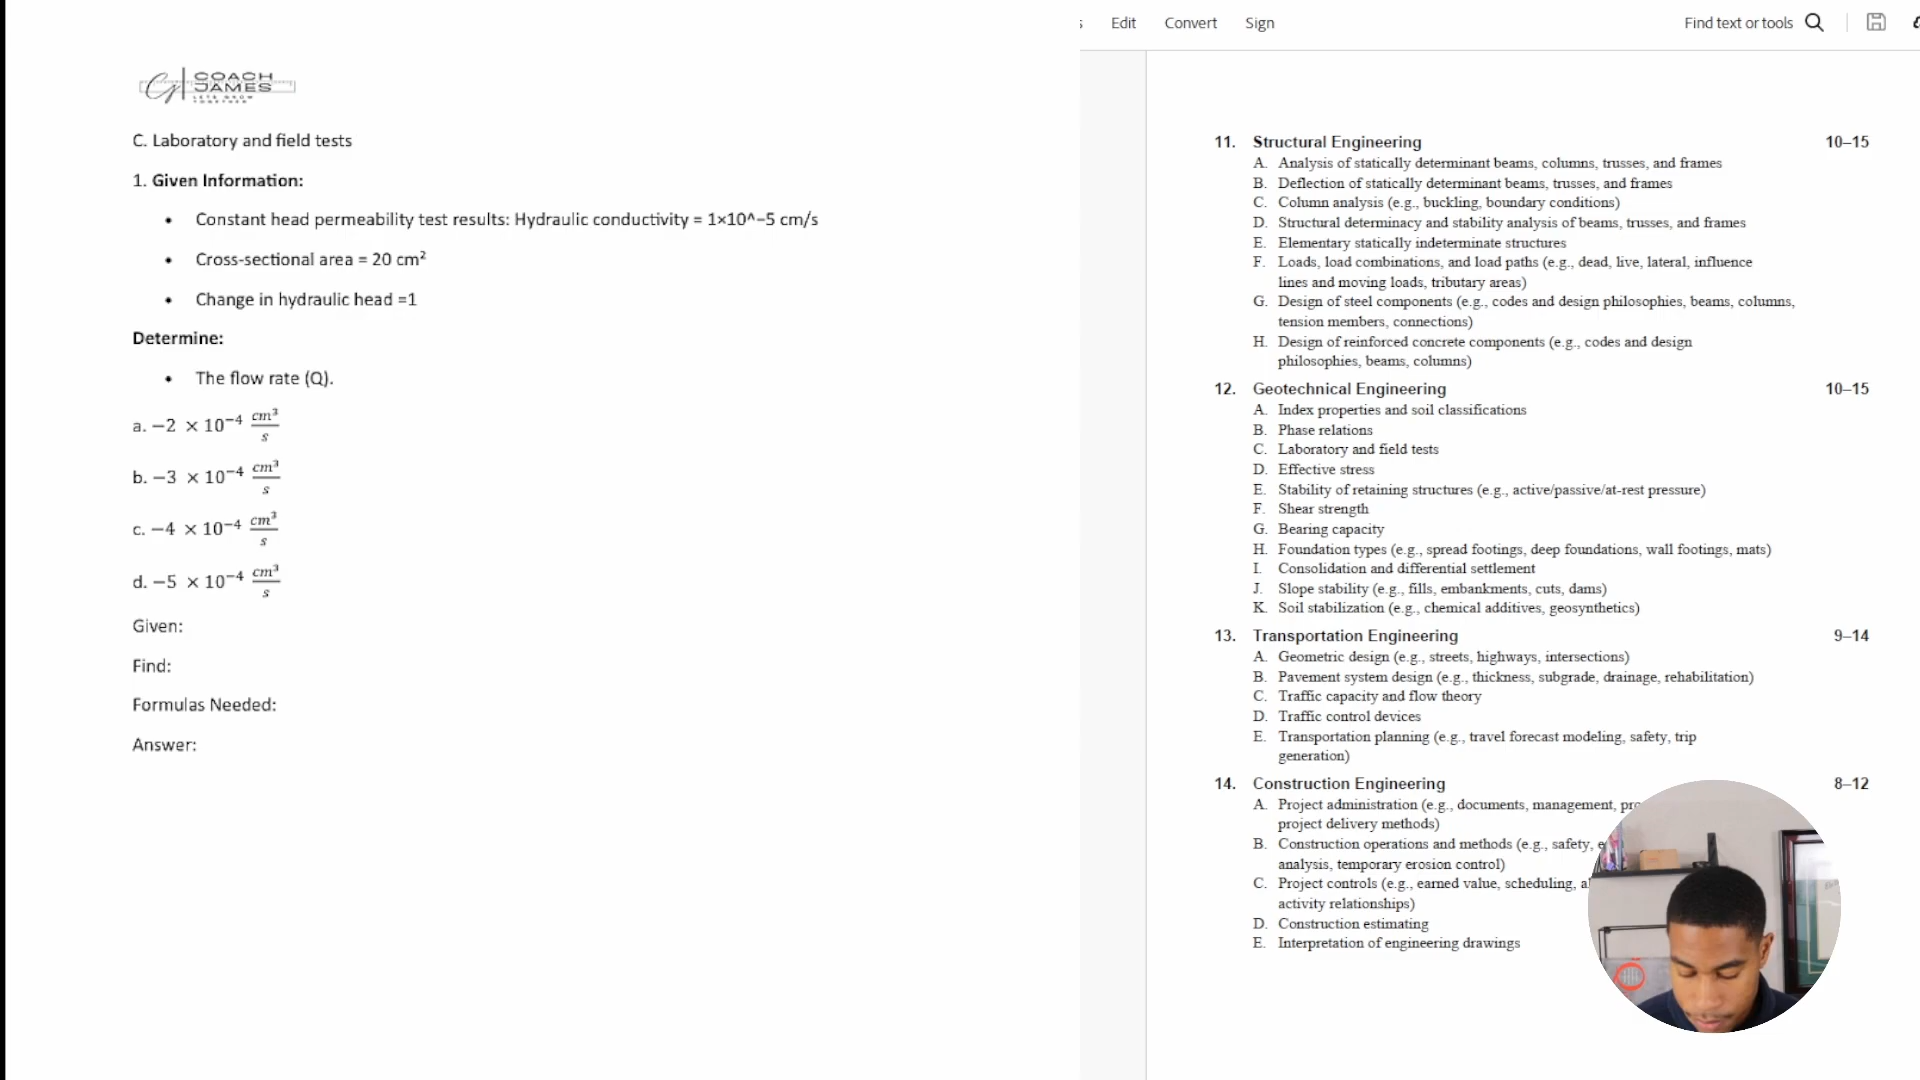 Edit Convert Sign
Find text or tools
COACH
JAMES
LETS GROW
TOGETHER
C. Laboratory and field tests
1. Given Information:
• Constant head permeability test results: Hydraulic conductivity = 1×10^−5 cm/s
• Cross-sectional area = 20 cm²
• Change in hydraulic head =1
Determine:
• The flow rate (Q).
a. −2 × 10⁻⁴ cm³/s
b. −3 × 10⁻⁴ cm³/s
c. −4 × 10⁻⁴ cm³/s
d. −5 × 10⁻⁴ cm³/s
Given:
Find:
Formulas Needed:
Answer:
11. Structural Engineering 10–15
A. Analysis of statically determinant beams, columns, trusses, and frames
B. Deflection of statically determinant beams, trusses, and frames
C. Column analysis (e.g., buckling, boundary conditions)
D. Structural determinacy and stability analysis of beams, trusses, and frames
E. Elementary statically indeterminate structures
F. Loads, load combinations, and load paths (e.g., dead, live, lateral, influence
lines and moving loads, tributary areas)
G. Design of steel components (e.g., codes and design philosophies, beams, columns,
tension members, connections)
H. Design of reinforced concrete components (e.g., codes and design
philosophies, beams, columns)
12. Geotechnical Engineering 10–15
A. Index properties and soil classifications
B. Phase relations
C. Laboratory and field tests
D. Effective stress
E. Stability of retaining structures (e.g., active/passive/at-rest pressure)
F. Shear strength
G. Bearing capacity
H. Foundation types (e.g., spread footings, deep foundations, wall footings, mats)
I. Consolidation and differential settlement
J. Slope stability (e.g., fills, embankments, cuts, dams)
K. Soil stabilization (e.g., chemical additives, geosynthetics)
13. Transportation Engineering 9–14
A. Geometric design (e.g., streets, highways, intersections)
B. Pavement system design (e.g., thickness, subgrade, drainage, rehabilitation)
C. Traffic capacity and flow theory
D. Traffic control devices
E. Transportation planning (e.g., travel forecast modeling, safety, trip
generation)
14. Construction Engineering 8–12
A. Project administration (e.g., documents, management,
project delivery methods)
B. Construction operations and methods (e.g., safety,
analysis, temporary erosion control)
C. Project controls (e.g., earned value, scheduling,
activity relationships)
D. Construction estimating
E. Interpretation of engineering drawings